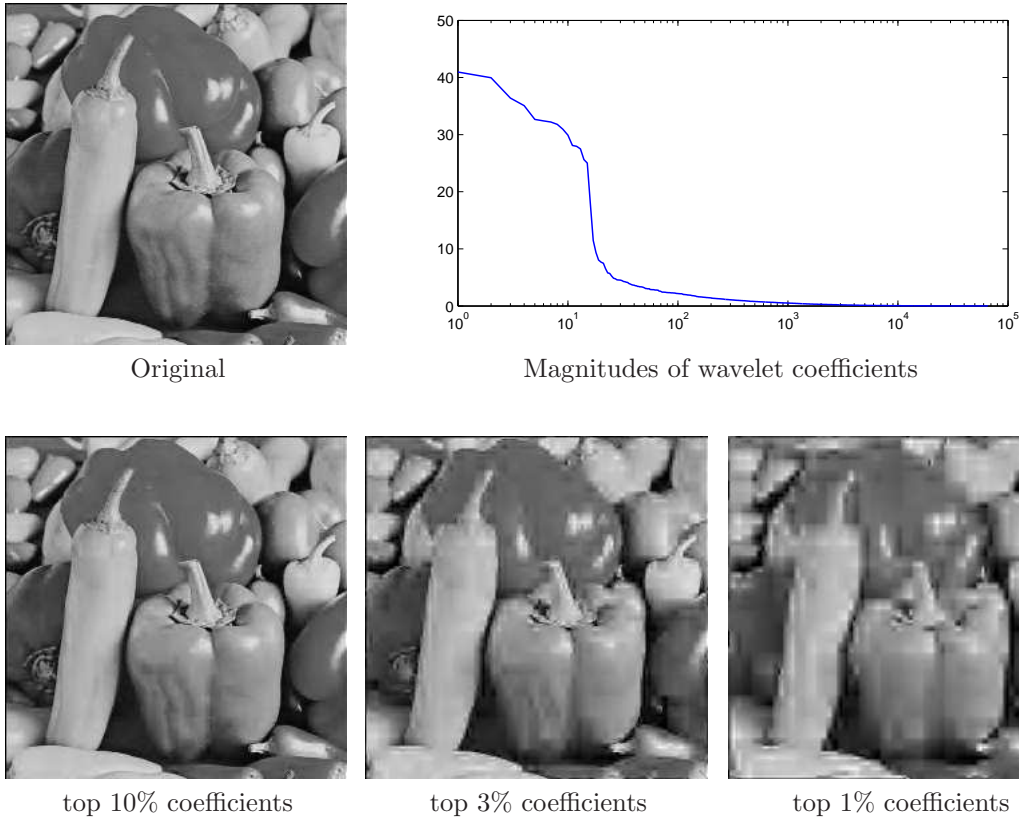 50
40
30
20
10
0
10^0 10^1 10^2 10^3 10^4 10^5
Original
Magnitudes of wavelet coefficients
top 10% coefficients
top 3% coefficients
top 1% coefficients